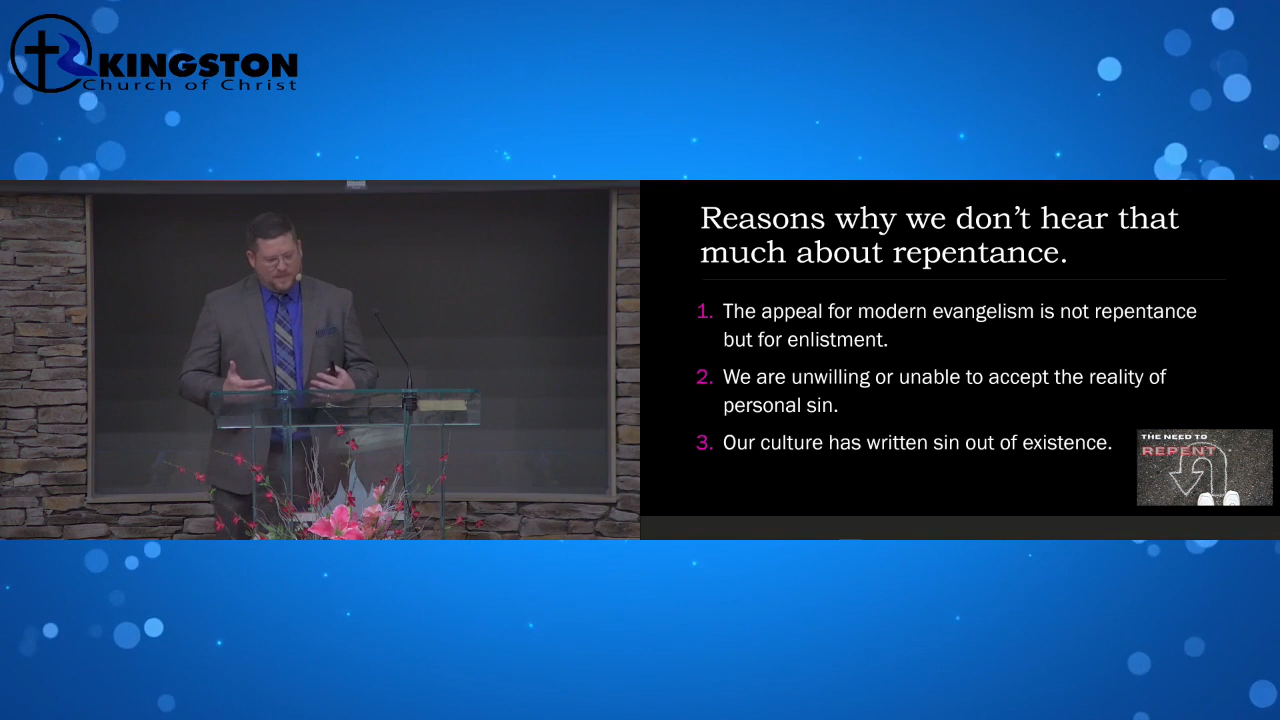 KINGSTON
Church of Christ
Reasons why we don't hear that
much about repentance.
1. The appeal for modern evangelism is not repentance
but for enlistment.
2. We are unwilling or unable to accept the reality of
personal sin.
3. Our culture has written sin out of existence.
THE NEED TO
REPENT